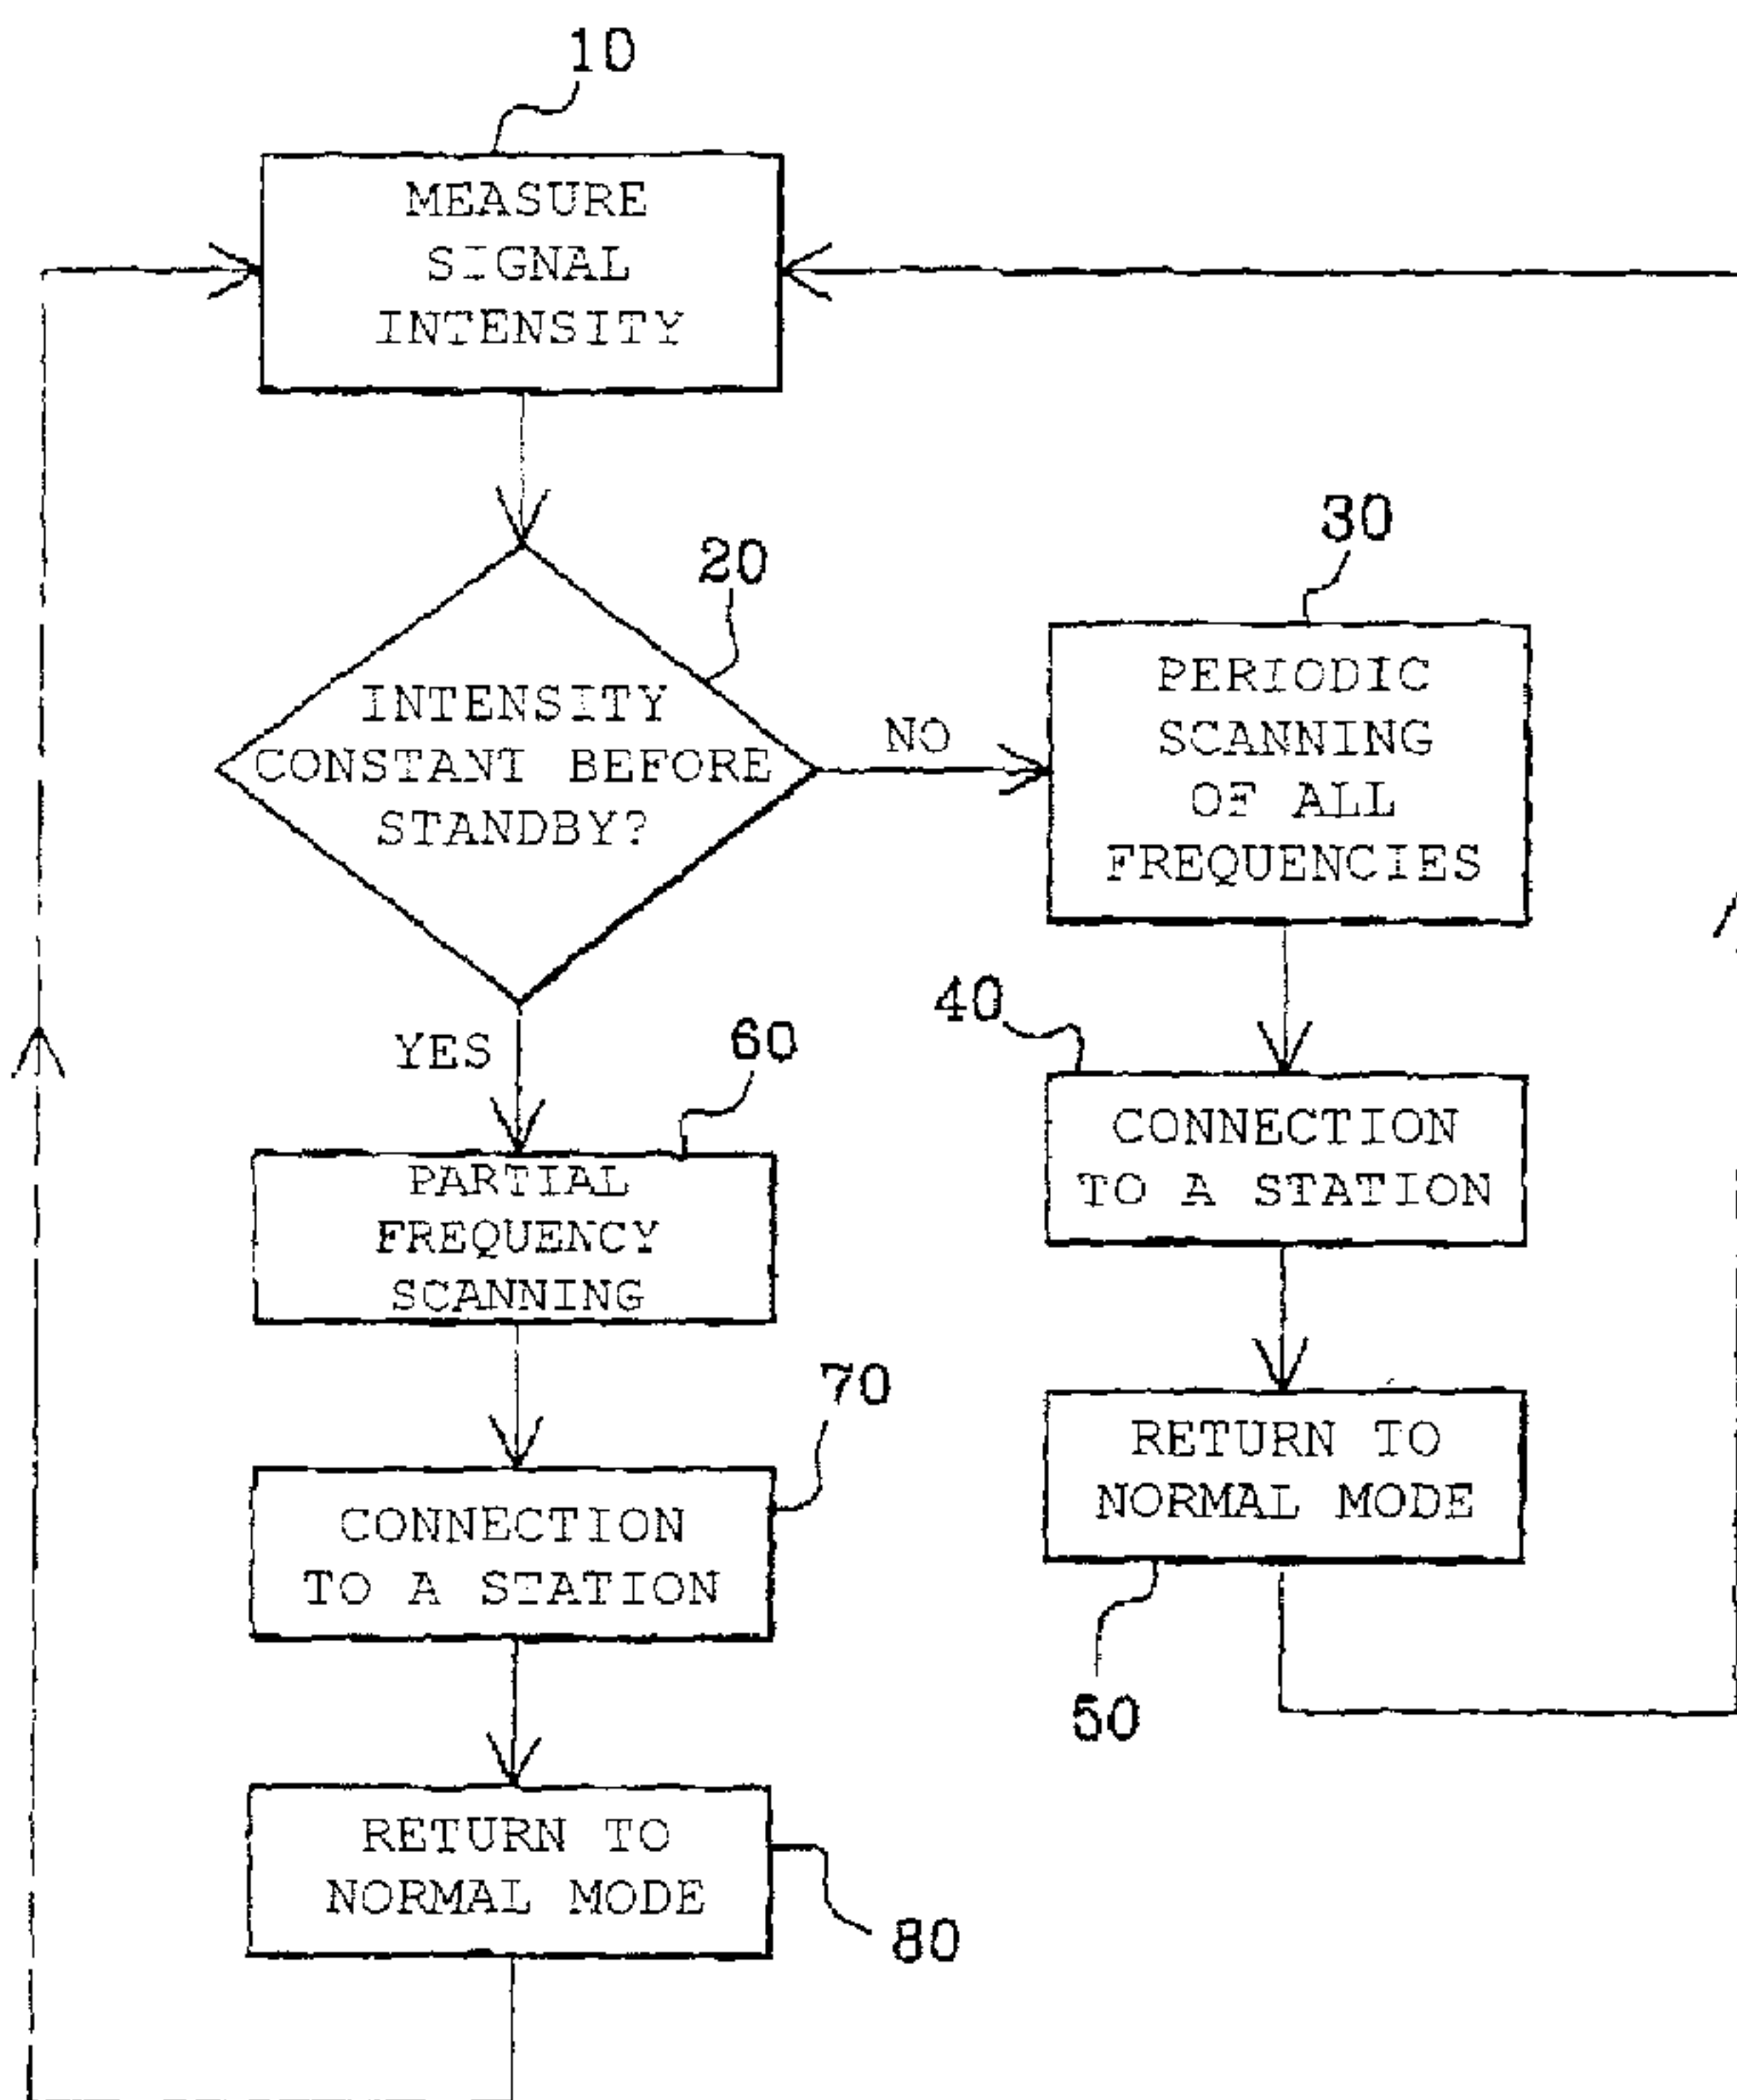 10
MEASURE
SIGNAL
INTENSITY
20
INTENSITY
CONSTANT BEFORE
STANDBY?
NO
30
PERIODIC
SCANNING
OF ALL
FREQUENCIES
40
CONNECTION
TO A STATION
RETURN TO
NORMAL MODE
50
YES
60
PARTIAL
FREQUENCY
SCANNING
70
CONNECTION
TO A STATION
RETURN TO
NORMAL MODE
80